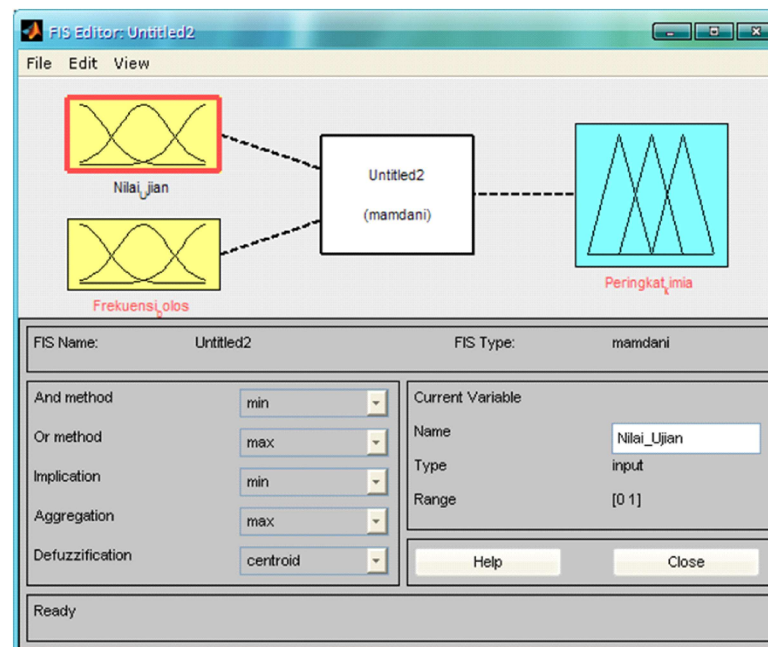 FIS Editor: Untitled2
File Edit View
Nilai_Ujian
Untitled2
(mamdani)
Frekuensi_bolos
Peringkat_kimia
FIS Name: Untitled2 FIS Type: mamdani
And method min
Or method max
Implication min
Aggregation max
Defuzzification centroid
Current Variable
Name Nilai_Ujian
Type input
Range [0 1]
Help Close
Ready